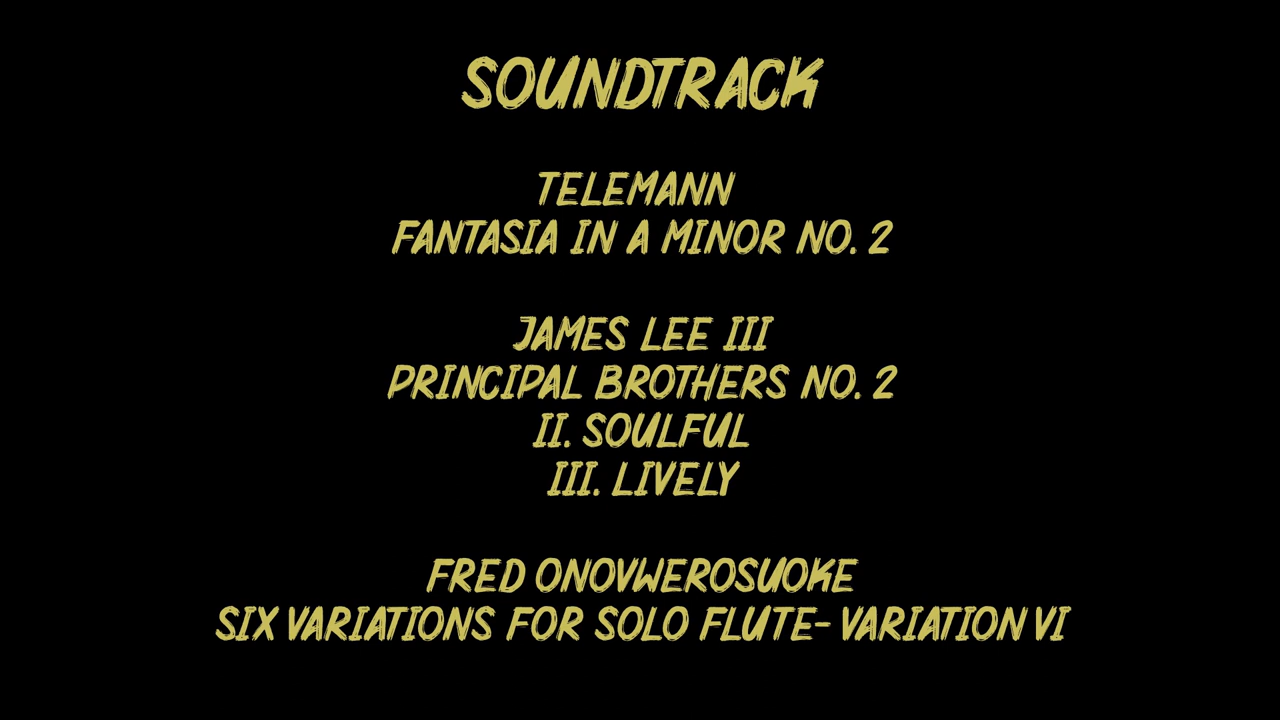 SOUNDTRACK
TELEMANN
FANTASIA IN A MINOR NO. 2
JAMES LEE III
PRINCIPAL BROTHERS NO. 2
II. SOULFUL
III. LIVELY
FRED ONOVWEROSUOKE
SIX VARIATIONS FOR SOLO FLUTE- VARIATION VI